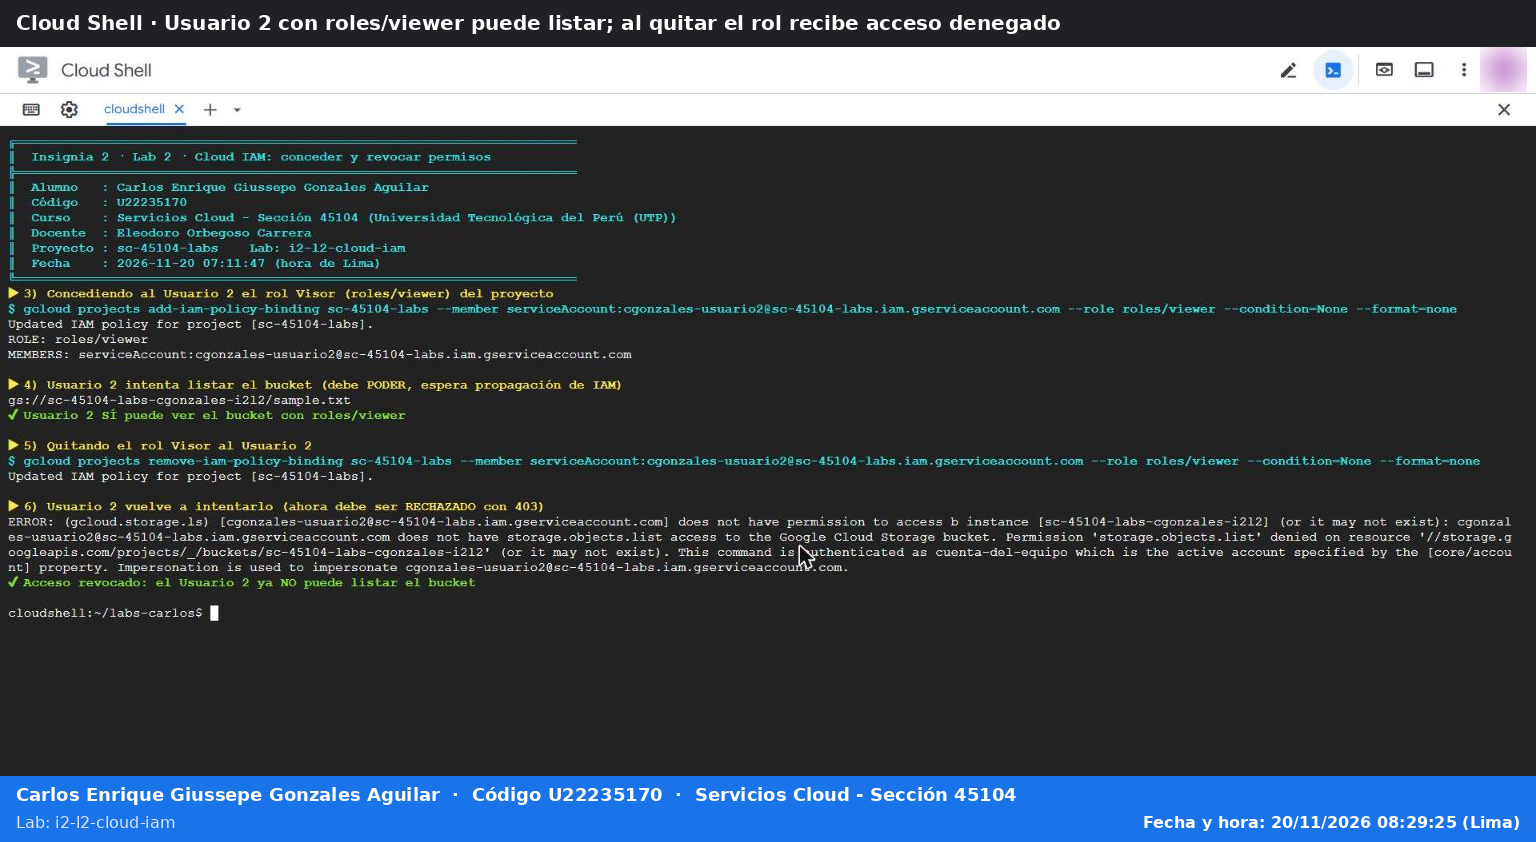 Cloud Shell · Usuario 2 con roles/viewer puede listar; al quitar el rol recibe acceso denegado
Cloud Shell
cloudshell
Insignia 2 · Lab 2 · Cloud IAM: conceder y revocar permisos
Alumno : Carlos Enrique Giussepe Gonzales Aguilar
Código : U22235170
Curso : Servicios Cloud - Sección 45104 (Universidad Tecnológica del Perú (UTP))
Docente : Eleodoro Orbegoso Carrera
Proyecto : sc-45104-labs Lab: i2-l2-cloud-iam
Fecha : 2026-11-20 07:11:47 (hora de Lima)
▶ 3) Concediendo al Usuario 2 el rol Visor (roles/viewer) del proyecto
$ gcloud projects add-iam-policy-binding sc-45104-labs --member serviceAccount:cgonzales-usuario2@sc-45104-labs.iam.gserviceaccount.com --role roles/viewer --condition=None --format=none
Updated IAM policy for project [sc-45104-labs].
ROLE: roles/viewer
MEMBERS: serviceAccount:cgonzales-usuario2@sc-45104-labs.iam.gserviceaccount.com
▶ 4) Usuario 2 intenta listar el bucket (debe PODER, espera propagación de IAM)
gs://sc-45104-labs-cgonzales-i2l2/sample.txt
✓ Usuario 2 SÍ puede ver el bucket con roles/viewer
▶ 5) Quitando el rol Visor al Usuario 2
$ gcloud projects remove-iam-policy-binding sc-45104-labs --member serviceAccount:cgonzales-usuario2@sc-45104-labs.iam.gserviceaccount.com --role roles/viewer --condition=None --format=none
Updated IAM policy for project [sc-45104-labs].
▶ 6) Usuario 2 vuelve a intentarlo (ahora debe ser RECHAZADO con 403)
ERROR: (gcloud.storage.ls) [cgonzales-usuario2@sc-45104-labs.iam.gserviceaccount.com] does not have permission to access b instance [sc-45104-labs-cgonzales-i2l2] (or it may not exist): cgonzal
es-usuario2@sc-45104-labs.iam.gserviceaccount.com does not have storage.objects.list access to the Google Cloud Storage bucket. Permission 'storage.objects.list' denied on resource '//storage.g
oogleapis.com/projects/_/buckets/sc-45104-labs-cgonzales-i2l2' (or it may not exist). This command is authenticated as cuenta-del-equipo which is the active account specified by the [core/accou
nt] property. Impersonation is used to impersonate cgonzales-usuario2@sc-45104-labs.iam.gserviceaccount.com.
✓ Acceso revocado: el Usuario 2 ya NO puede listar el bucket
cloudshell:~/labs-carlos$
Carlos Enrique Giussepe Gonzales Aguilar · Código U22235170 · Servicios Cloud - Sección 45104
Lab: i2-l2-cloud-iam
Fecha y hora: 20/11/2026 08:29:25 (Lima)